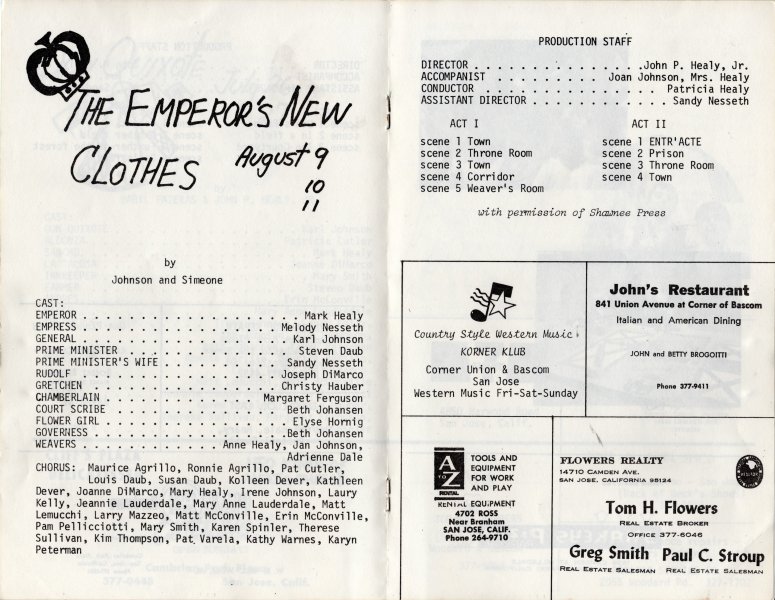 THE EMPEROR'S NEW
CLOTHES August 9
10
11
by
Johnson and Simeone
CAST:
EMPEROR . . . . . . . . . . . . . . . . . . . Mark Healy
EMPRESS . . . . . . . . . . . . . . . . . Melody Nesseth
GENERAL . . . . . . . . . . . . . . . . . . Karl Johnson
PRIME MINISTER . . . . . . . . . . . . . . . Steven Daub
PRIME MINISTER'S WIFE . . . . . . . . . . Sandy Nesseth
RUDOLF . . . . . . . . . . . . . . . . . Joseph DiMarco
GRETCHEN . . . . . . . . . . . . . . . . Christy Hauber
CHAMBERLAIN . . . . . . . . . . . . . Margaret Ferguson
COURT SCRIBE . . . . . . . . . . . . . . . Beth Johansen
FLOWER GIRL . . . . . . . . . . . . . . . . Elyse Hornig
GOVERNESS . . . . . . . . . . . . . . . . .Beth Johansen
WEAVERS . . . . . . . . . . . Anne Healy, Jan Johnson,
Adrienne Dale
CHORUS: Maurice Agrillo, Ronnie Agrillo, Pat Cutler,
Louis Daub, Susan Daub, Kolleen Dever, Kathleen
Dever, Joanne DiMarco, Mary Healy, Irene Johnson, Laury
Kelly, Jeannie Lauderdale, Mary Anne Lauderdale, Matt
Lemucchi, Larry Mazzeo, Matt McConville, Erin McConville,
Pam Pellicciotti, Mary Smith, Karen Spinler, Therese
Sullivan, Kim Thompson, Pat Varela, Kathy Warnes, Karyn
Peterman
PRODUCTION STAFF
DIRECTOR . . . . . . . . . . . . . .John P. Healy, Jr.
ACCOMPANIST . . . . . . . . . . Joan Johnson, Mrs. Healy
CONDUCTOR . . . . . . . . . . . . . . . Patricia Healy
ASSISTANT DIRECTOR . . . . . . . . . . . Sandy Nesseth
ACT I
scene 1 Town
scene 2 Throne Room
scene 3 Town
scene 4 Corridor
scene 5 Weaver's Room
ACT II
scene 1 ENTR'ACTE
scene 2 Prison
scene 3 Throne Room
scene 4 Town
with permission of Shawnee Press
Country Style Western Music
KORNER KLUB
Corner Union & Bascom
San Jose
Western Music Fri-Sat-Sunday
John's Restaurant
841 Union Avenue at Corner of Bascom
Italian and American Dining
JOHN and BETTY BROGOITTI
Phone 377-9411
A TO Z
RENTAL
TOOLS AND
EQUIPMENT
FOR WORK
AND PLAY
RENTAL EQUIPMENT
4702 ROSS
Near Branham
SAN JOSE, CALIF.
Phone 264-9710
FLOWERS REALTY
14710 CAMDEN AVE.
SAN JOSE, CALIFORNIA 95124
Tom H. Flowers
REAL ESTATE BROKER
OFFICE 377-6046
Greg Smith Paul C. Stroup
REAL ESTATE SALESMAN REAL ESTATE SALESMAN